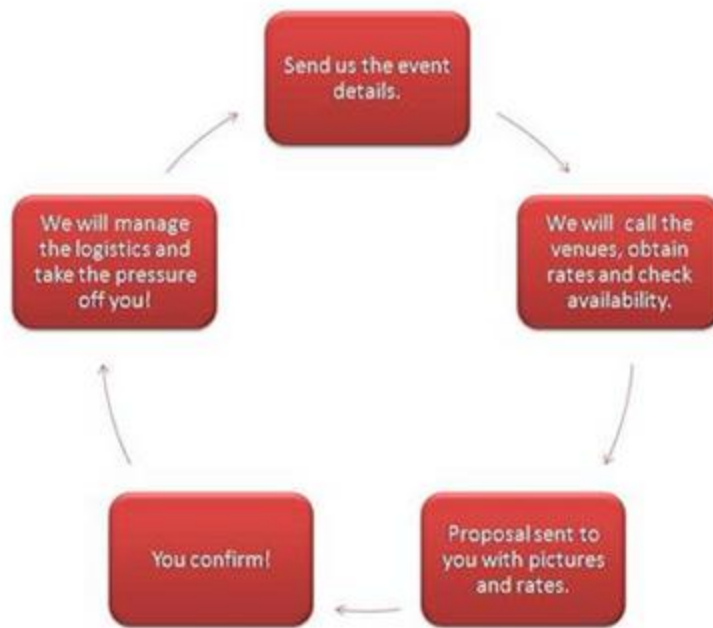 Send us the event
details.
We will call the
venues, obtain
rates and check
availability.
Proposal sent to
you with pictures
and rates.
You confirm!
We will manage
the logistics and
take the pressure
off you!